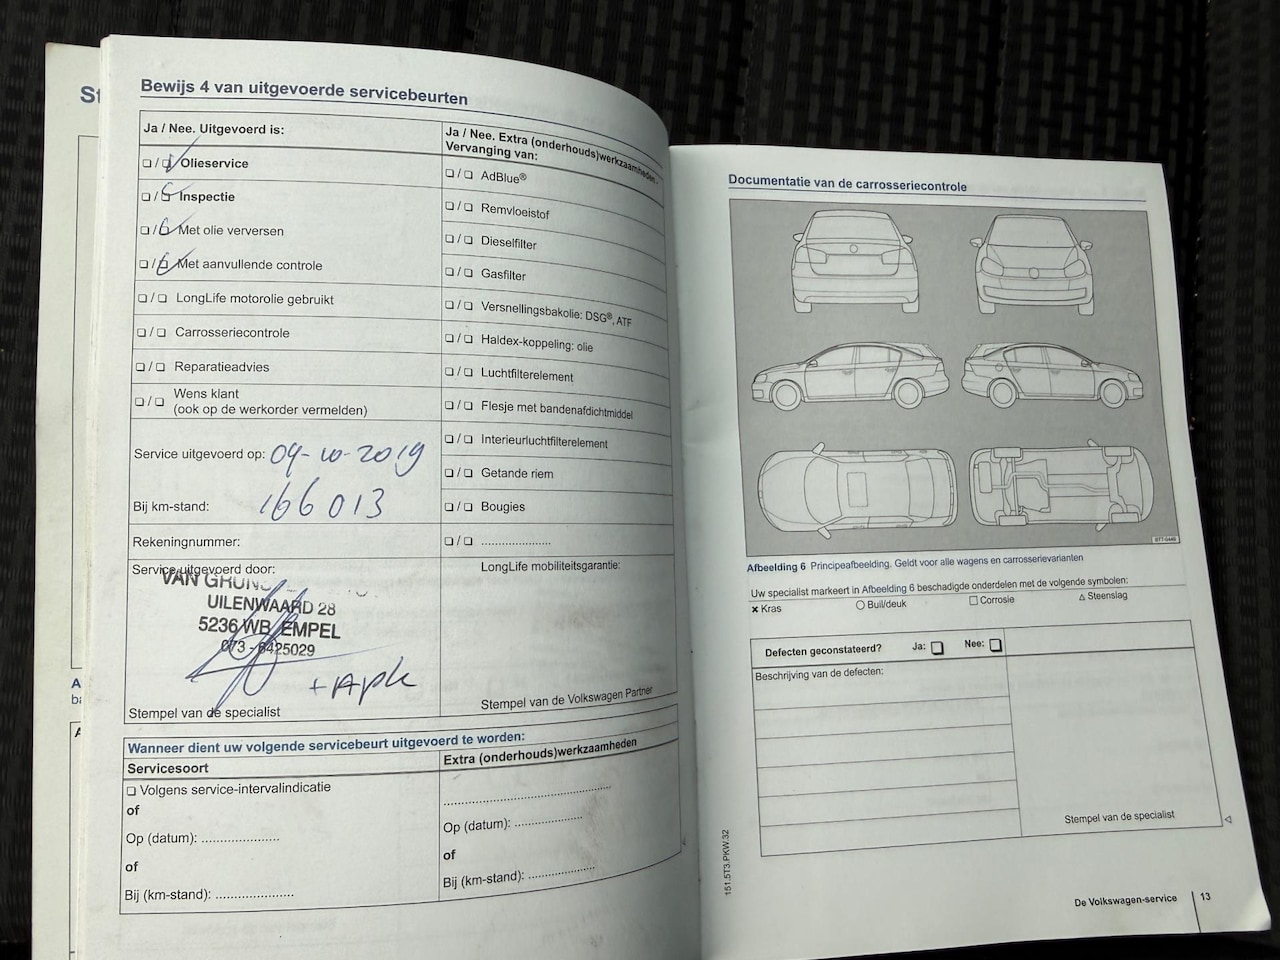 St
Bewijs 4 van uitgevoerde servicebeurten
Ja / Nee. Uitgevoerd is:
❏ / ❏ Olieservice
❏ / ❏ Inspectie
❏ / ❏ Met olie verversen
❏ / ❏ Met aanvullende controle
❏ / ❏ LongLife motorolie gebruikt
❏ / ❏ Carrosseriecontrole
❏ / ❏ Reparatieadvies
❏ / ❏ Wens klant
(ook op de werkorder vermelden)
Service uitgevoerd op: 09-10-2019
Bij km-stand: 166013
Rekeningnummer:
Service uitgevoerd door:
VAN
UILENWAARD 28
5236 WB EMPEL
073 - 6425029
+ Apk
Stempel van de specialist
Ja / Nee. Extra (onderhouds)werkzaamheden -
Vervanging van:
❏ / ❏ AdBlue®
❏ / ❏ Remvloeistof
❏ / ❏ Dieselfilter
❏ / ❏ Gasfilter
❏ / ❏ Versnellingsbakolie: DSG®, ATF
❏ / ❏ Haldex-koppeling: olie
❏ / ❏ Luchtfilterelement
❏ / ❏ Flesje met bandenafdichtmiddel
❏ / ❏ Interieurluchtfilterelement
❏ / ❏ Getande riem
❏ / ❏ Bougies
❏ / ❏ .....................
LongLife mobiliteitsgarantie:
Stempel van de Volkswagen Partner
Wanneer dient uw volgende servicebeurt uitgevoerd te worden:
Servicesoort
❏ Volgens service-intervalindicatie
of
Op (datum): .....................
of
Bij (km-stand): .....................
Extra (onderhouds)werkzaamheden
.............................................
Op (datum): ..................
of
Bij (km-stand): ..................
Documentatie van de carrosseriecontrole
BTT-0449
Afbeelding 6 Principeafbeelding. Geldt voor alle wagens en carrosserievarianten
Uw specialist markeert in Afbeelding 6 beschadigde onderdelen met de volgende symbolen:
✗ Kras ○ Buil/deuk □ Corrosie △ Steenslag
Defecten geconstateerd? Ja: ❏ Nee: ❏
Beschrijving van de defecten:
Stempel van de specialist
151.5T3.PKW.32
De Volkswagen-service 13